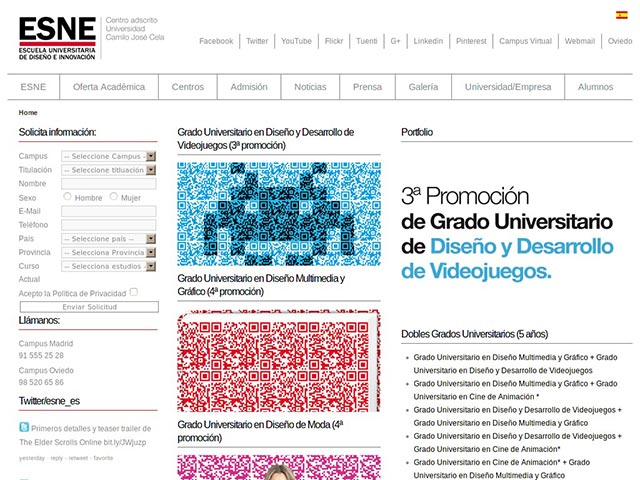 ESNE
ESCUELA UNIVERSITARIA
DE DISEÑO E INNOVACIÓN
Centro adscrito
Universidad
Camilo José Cela
Facebook
Twitter
YouTube
Flickr
Tuenti
G+
Linkedin
Pinterest
Campus Virtual
Webmail
Oviedo
ESNE
Oferta Académica
Centros
Admisión
Noticias
Prensa
Galería
Universidad/Empresa
Alumnos
Home
Solicita información:
Campus
-- Seleccione Campus --
Titulación
-- Seleccione titluación --
Nombre
Sexo
Hombre
Mujer
E-Mail
Teléfono
País
-- Seleccione país --
Provincia
-- Selecciona Provincia
Curso
-- Selecciona estudios --
Actual
Acepto la Política de Privacidad
Enviar Solicitud
Llámanos:
Campus Madrid
91 555 25 28
Campus Oviedo
98 520 65 86
Twitter/esne_es
Primeros detalles y teaser trailer de
The Elder Scrolls Online bit.ly/JWjuzp
yesterday - reply - retweet - favorite
Grado Universitario en Diseño y Desarrollo de
Videojuegos (3ª promoción)
Grado Universitario en Diseño Multimedia y
Gráfico (4ª promoción)
Grado Universitario en Diseño de Moda (4ª
promoción)
Portfolio
3ª Promoción
de Grado Universitario
de Diseño y Desarrollo
de Videojuegos.
Dobles Grados Universitarios (5 años)
Grado Universitario en Diseño Multimedia y Gráfico + Grado
Universitario en Diseño y Desarrollo de Videojuegos
Grado Universitario en Diseño Multimedia y Gráfico + Grado
Universitario en Cine de Animación *
Grado Universitario en Diseño y Desarrollo de Videojuegos +
Grado Universitario en Diseño Multimedia y Gráfico
Grado Universitario en Diseño y Desarrollo de Videojuegos +
Grado Universitario en Cine de Animación*
Grado Universitario en Cine de Animación* + Grado
Universitario en Diseño Multimedia y Gráfico